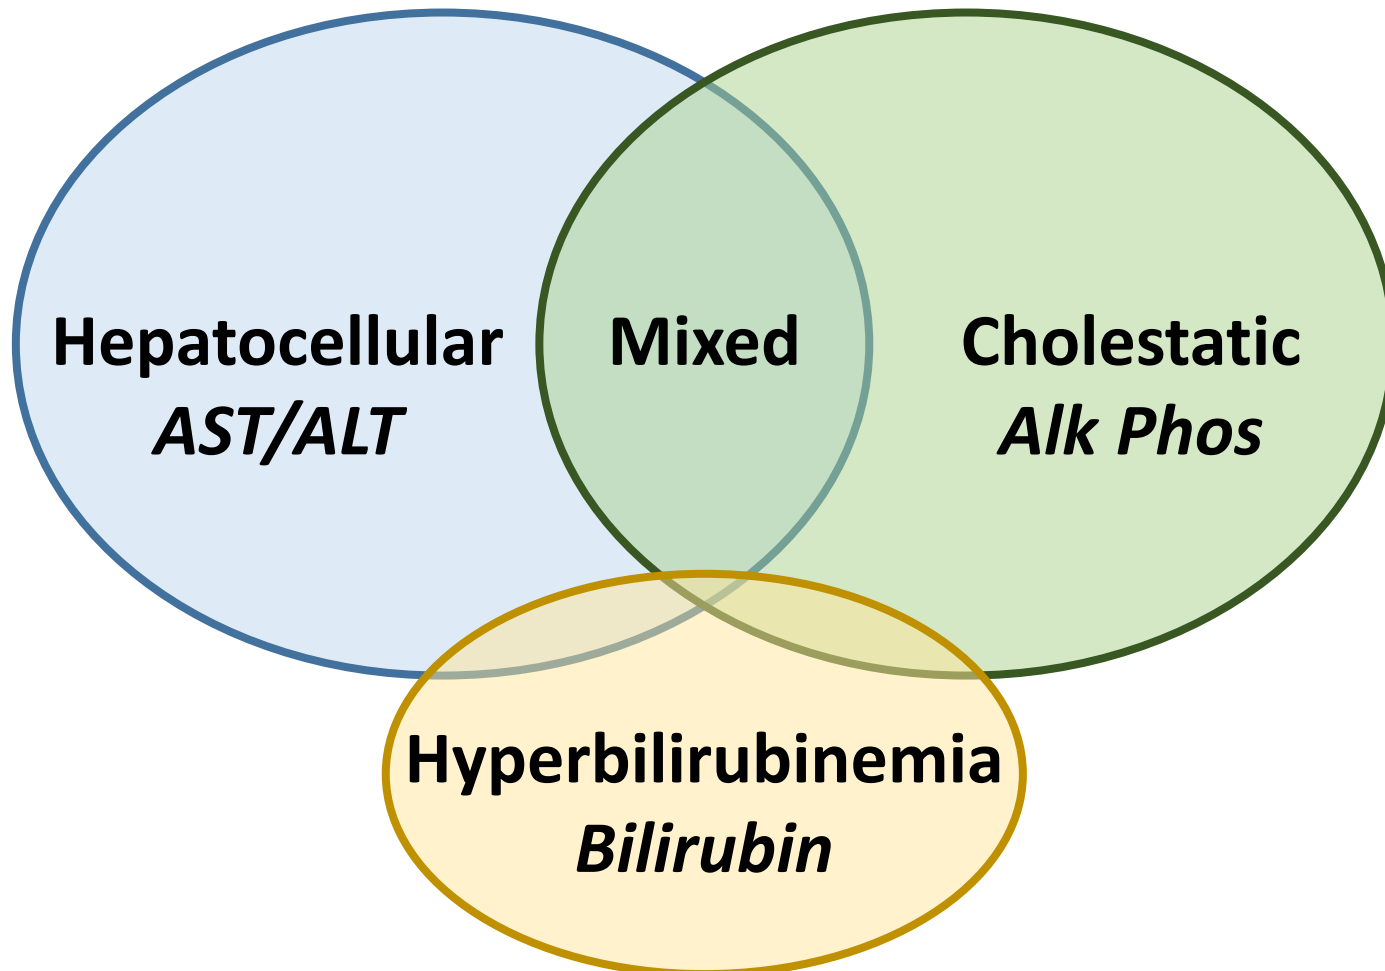 Hepatocellular
AST/ALT
Mixed
Cholestatic
Alk Phos
Hyperbilirubinemia
Bilirubin